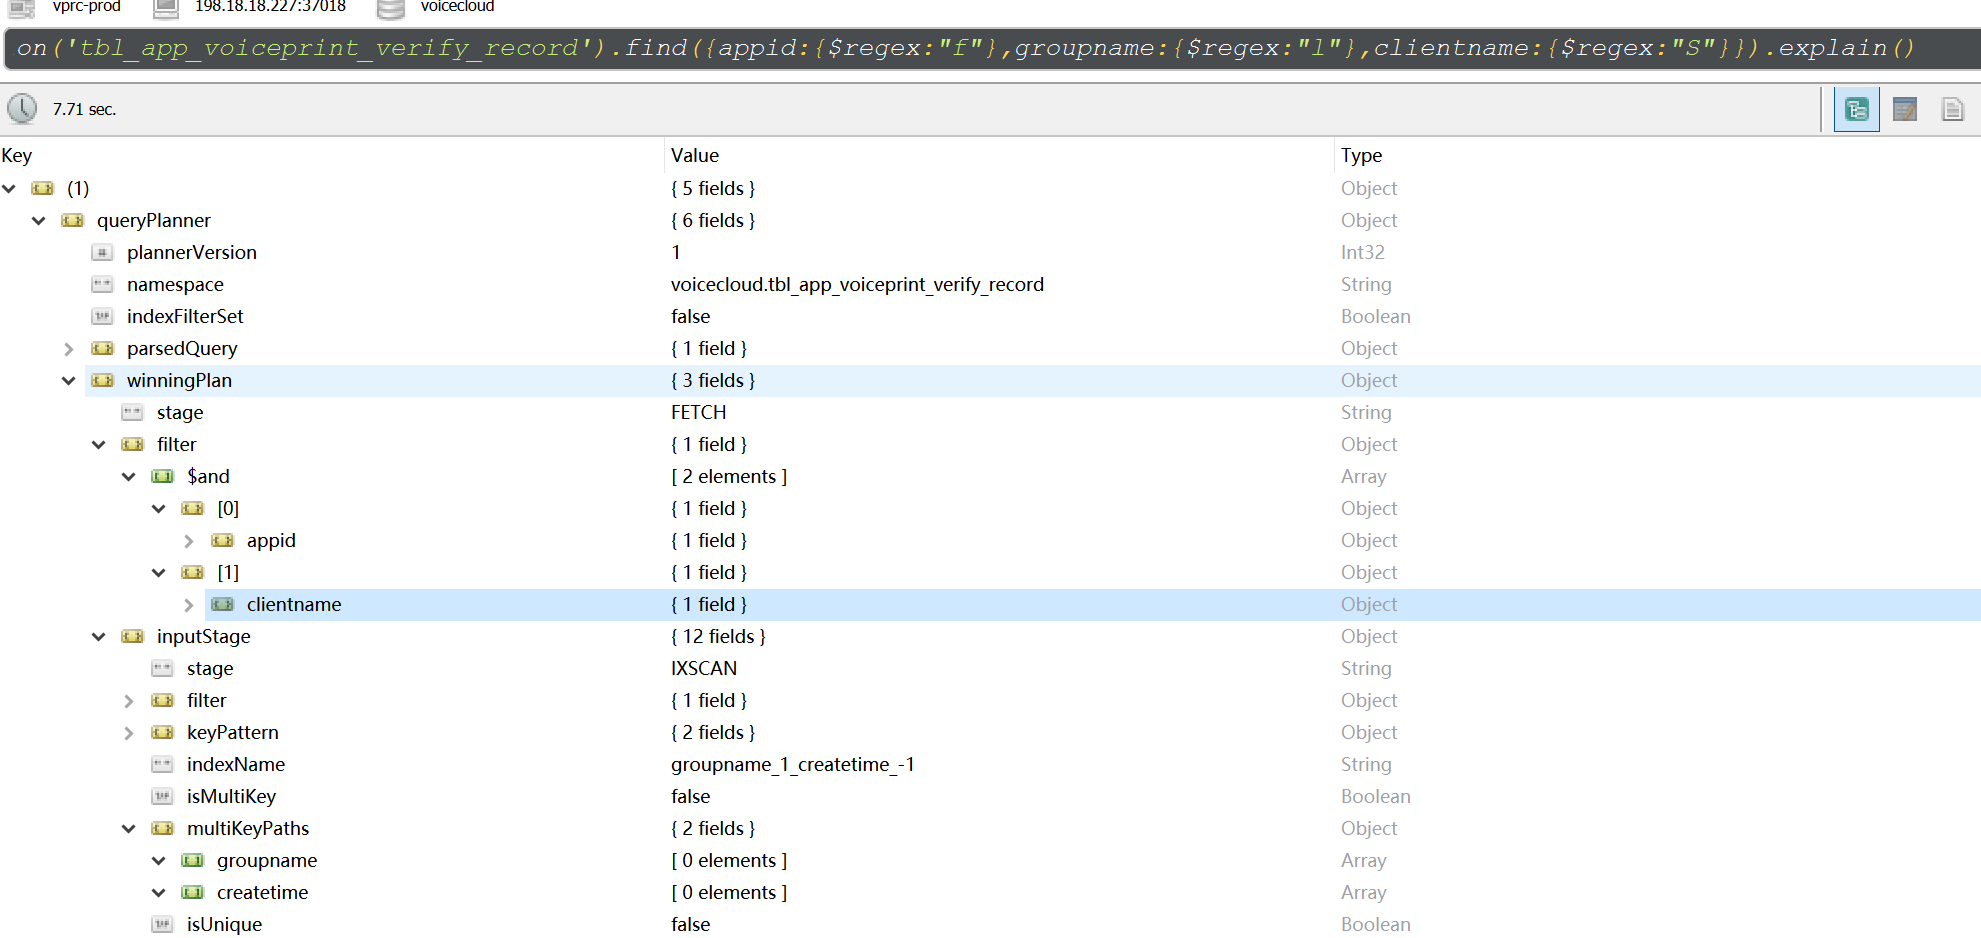 vprc-prod 198.18.18.227:37018 voicecloud
on('tbl_app_voiceprint_verify_record').find({appid:{$regex:"f"},groupname:{$regex:"l"},clientname:{$regex:"S"}}).explain()
7.71 sec.
Key Value Type
(1) { 5 fields } Object
queryPlanner { 6 fields } Object
plannerVersion 1 Int32
namespace voicecloud.tbl_app_voiceprint_verify_record String
indexFilterSet false Boolean
parsedQuery { 1 field } Object
winningPlan { 3 fields } Object
stage FETCH String
filter { 1 field } Object
$and [ 2 elements ] Array
[0] { 1 field } Object
appid { 1 field } Object
[1] { 1 field } Object
clientname { 1 field } Object
inputStage { 12 fields } Object
stage IXSCAN String
filter { 1 field } Object
keyPattern { 2 fields } Object
indexName groupname_1_createtime_-1 String
isMultiKey false Boolean
multiKeyPaths { 2 fields } Object
groupname [ 0 elements ] Array
createtime [ 0 elements ] Array
isUnique false Boolean